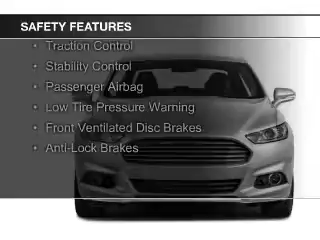 SAFETY FEATURES
• Traction Control
• Stability Control
• Passenger Airbag
• Low Tire Pressure Warning
• Front Ventilated Disc Brakes
• Anti-Lock Brakes